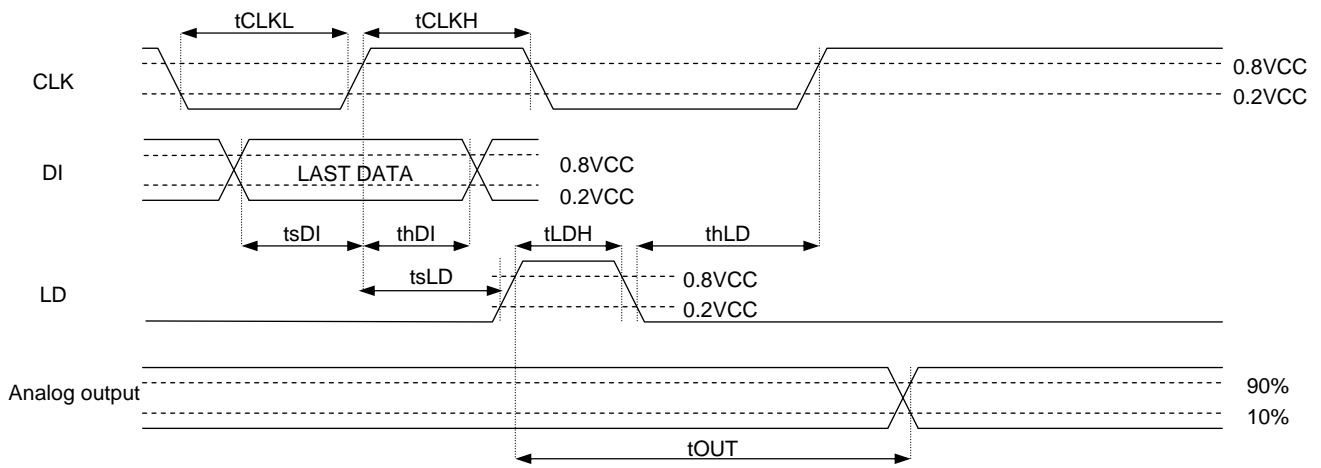 tCLKL
tCLKH
CLK
0.8VCC
0.2VCC
DI
LAST DATA
0.8VCC
0.2VCC
tsDI
thDI
tLDH
thLD
tsLD
LD
0.8VCC
0.2VCC
Analog output
90%
10%
tOUT